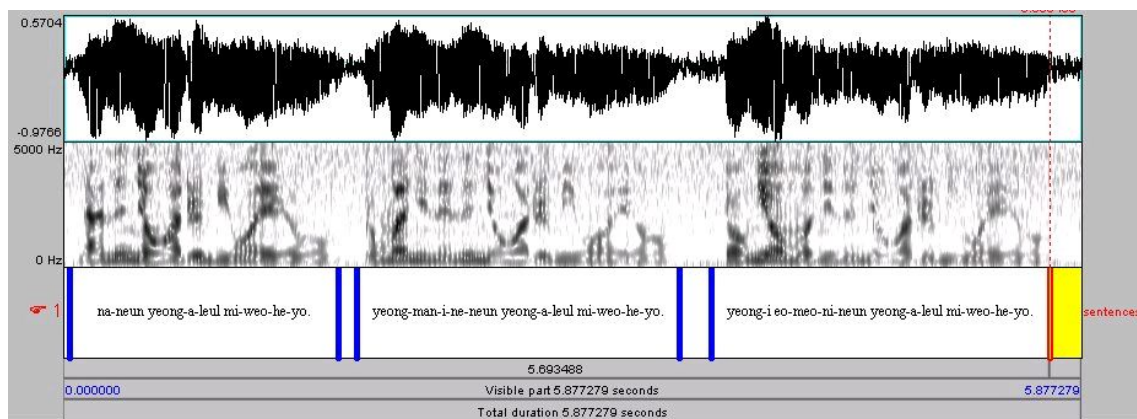 0.5704
-0.9766
5000 Hz
0 Hz
1
na-neun yeong-a-leul mi-weo-he-yo.
yeong-man-i-ne-neun yeong-a-leul mi-weo-he-yo.
yeong-i eo-meo-ni-neun yeong-a-leul mi-weo-he-yo.
sentences
5.693488
0.000000
Visible part 5.877279 seconds
5.877279
Total duration 5.877279 seconds